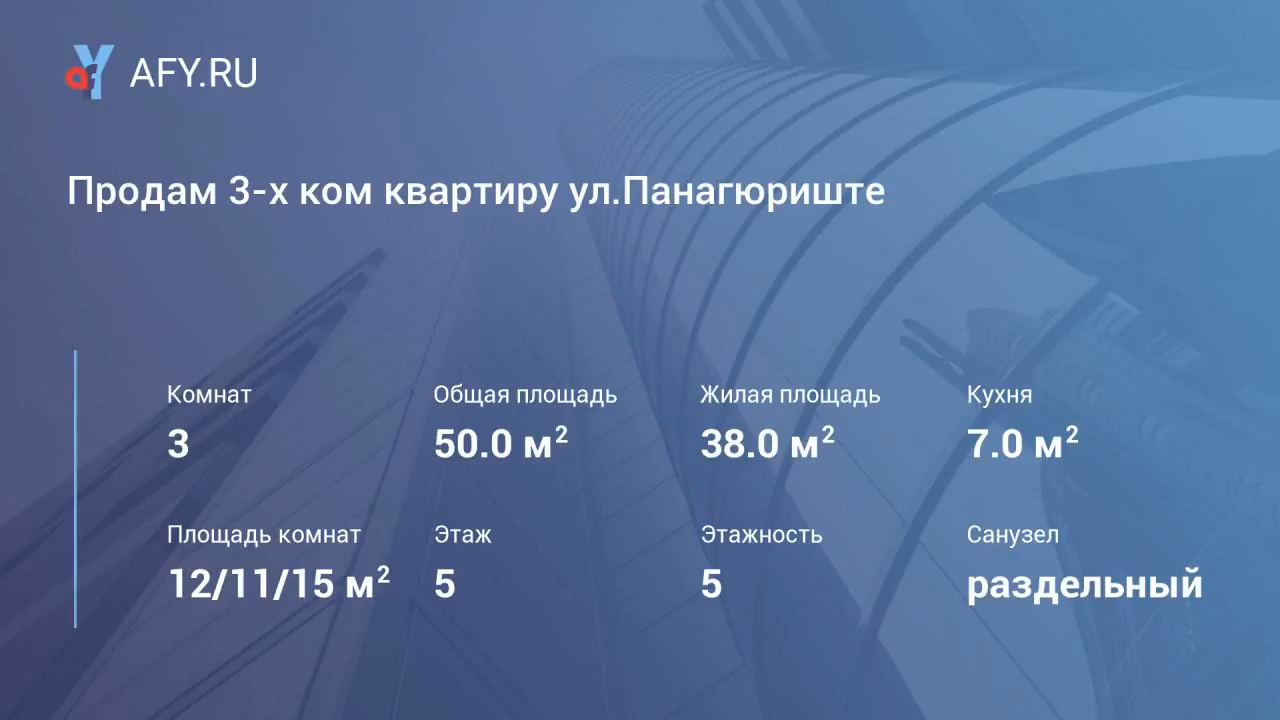 AFY.RU
Продам 3-х ком квартиру ул.Панагюриште
Комнат
3
Общая площадь
50.0 м²
Жилая площадь
38.0 м²
Кухня
7.0 м²
Площадь комнат
12/11/15 м²
Этаж
5
Этажность
5
Санузел
раздельный